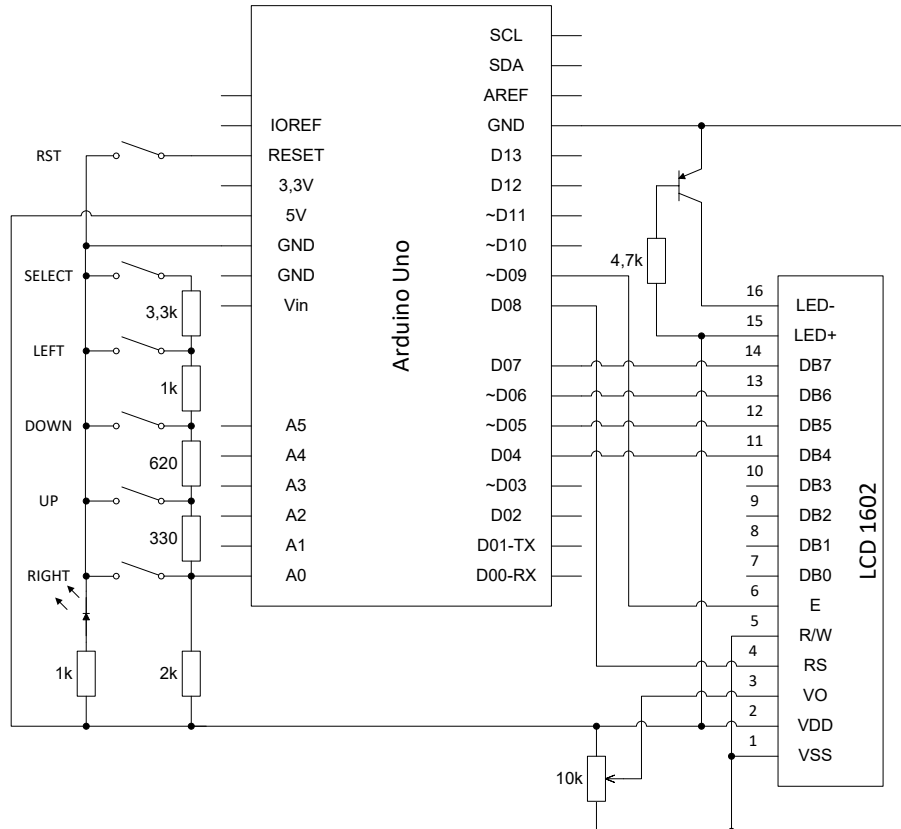 SCL
SDA
AREF
IOREF GND
RST RESET D13
3,3V D12
5V ~D11
GND ~D10
4,7k
SELECT GND ~D09
16
3,3k Vin D08 LED-
15
LED+
LEFT 14
D07 DB7
1k 13
~D06 DB6
12
DOWN A5 ~D05 DB5
11
A4 D04 DB4
620 10
A3 ~D03 DB3
9
UP A2 D02 DB2
8
330 A1 D01-TX DB1
7
RIGHT A0 D00-RX DB0
6
E
5
R/W
4
1k 2k RS
3
VO
2
VDD
1
VSS
10k
Arduino Uno
LCD 1602